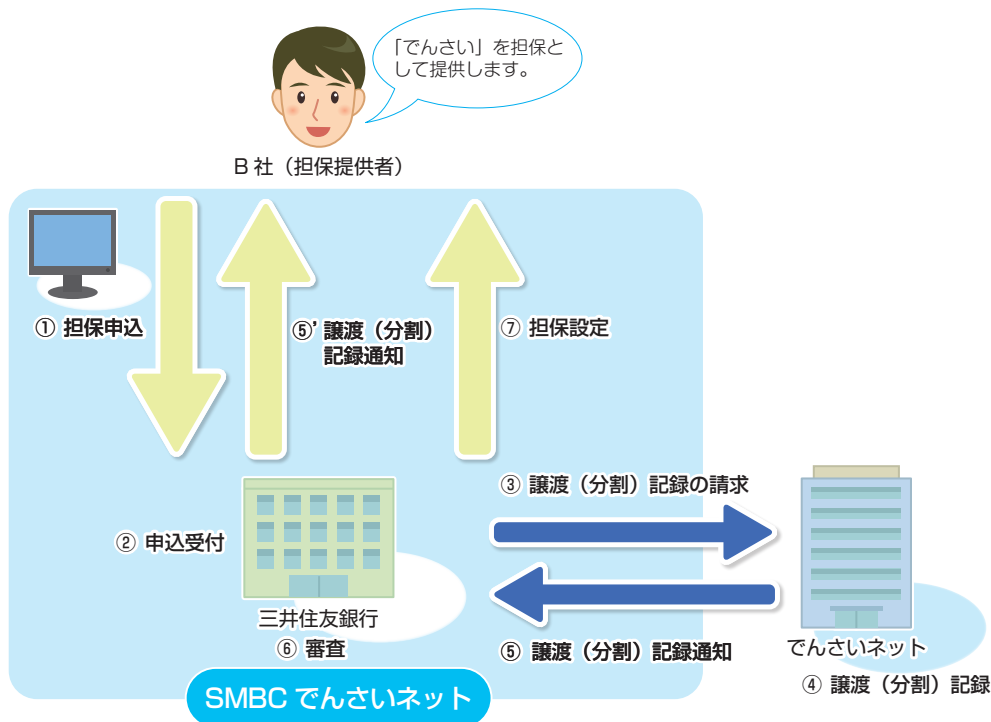 「でんさい」を担保と
して提供します。
B 社（担保提供者）
① 担保申込
⑤’ 譲渡（分割）
記録通知
⑦ 担保設定
③ 譲渡（分割）記録の請求
② 申込受付
三井住友銀行
⑥ 審査
⑤ 譲渡（分割）記録通知
でんさいネット
④ 譲渡（分割）記録
SMBC でんさいネット